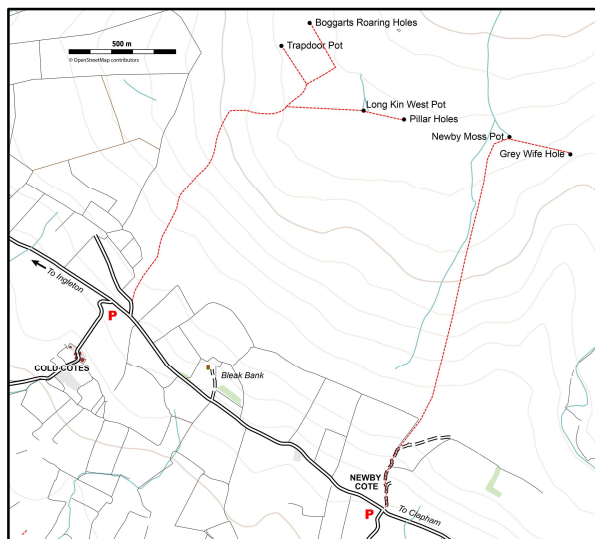 Boggarts Roaring Holes
500 m
Trapdoor Pot
© OpenStreetMap contributors
Long Kin West Pot
Pillar Holes
Newby Moss Pot
Grey Wife Hole
To Ingleton
P
COLD COTES
Bleak Bank
NEWBY
COTE
To Clapham
P